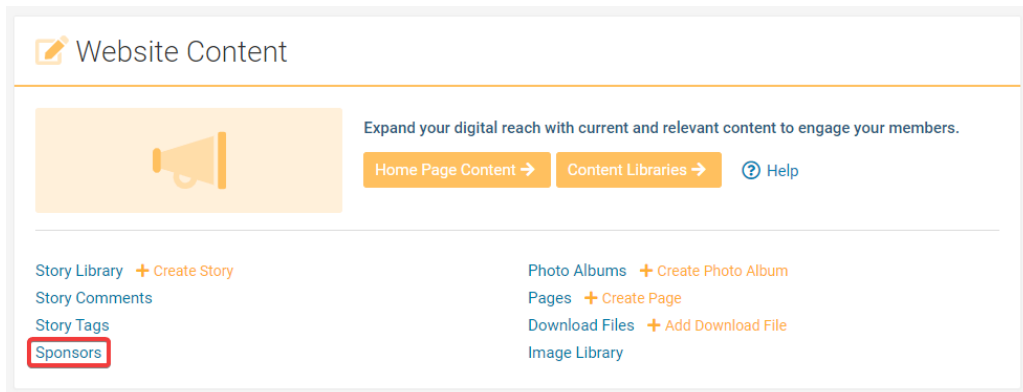 Website Content
Expand your digital reach with current and relevant content to engage your members.
Home Page Content
Content Libraries
Help
Story Library Create Story
Story Comments
Story Tags
Sponsors
Photo Albums Create Photo Album
Pages Create Page
Download Files Add Download File
Image Library